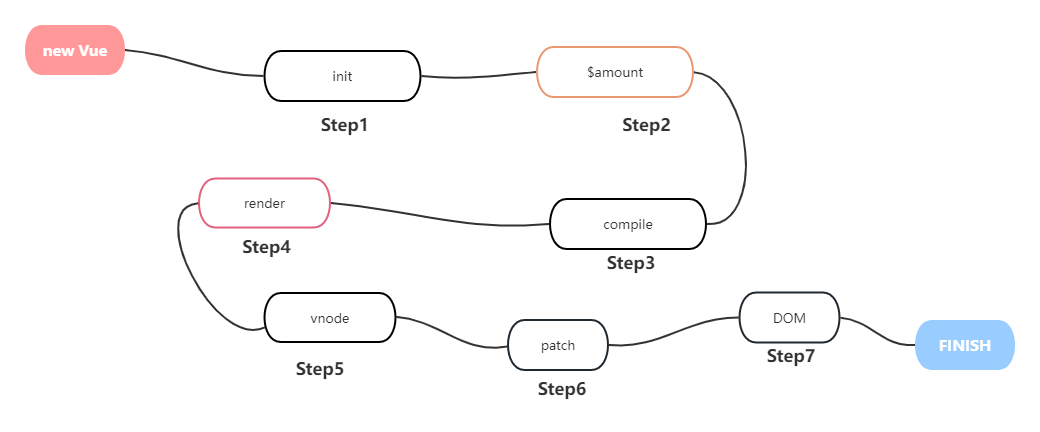 new Vue
init
$amount
Step1
Step2
render
compile
Step4
Step3
vnode
patch
DOM
FINISH
Step5
Step6
Step7